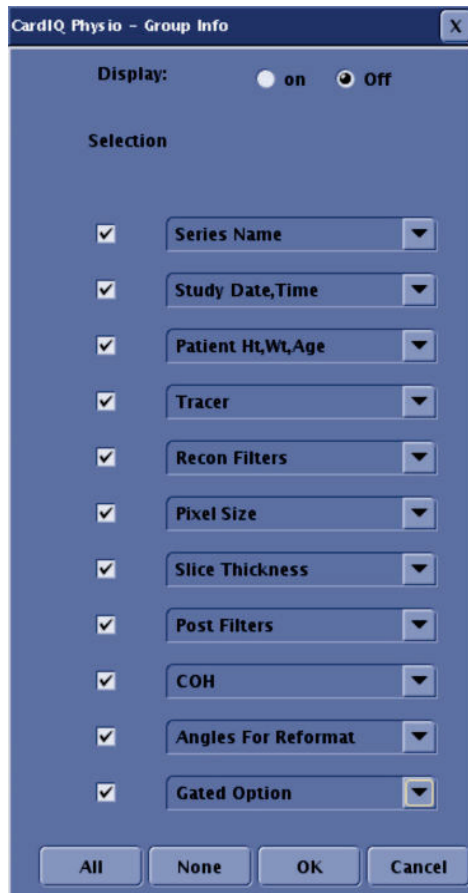 CardIQ Physio - Group Info X
Display: on Off
Selection
Series Name
Study Date,Time
Patient Ht,Wt,Age
Tracer
Recon Filters
Pixel Size
Slice Thickness
Post Filters
COH
Angles For Reformat
Gated Option
All None OK Cancel